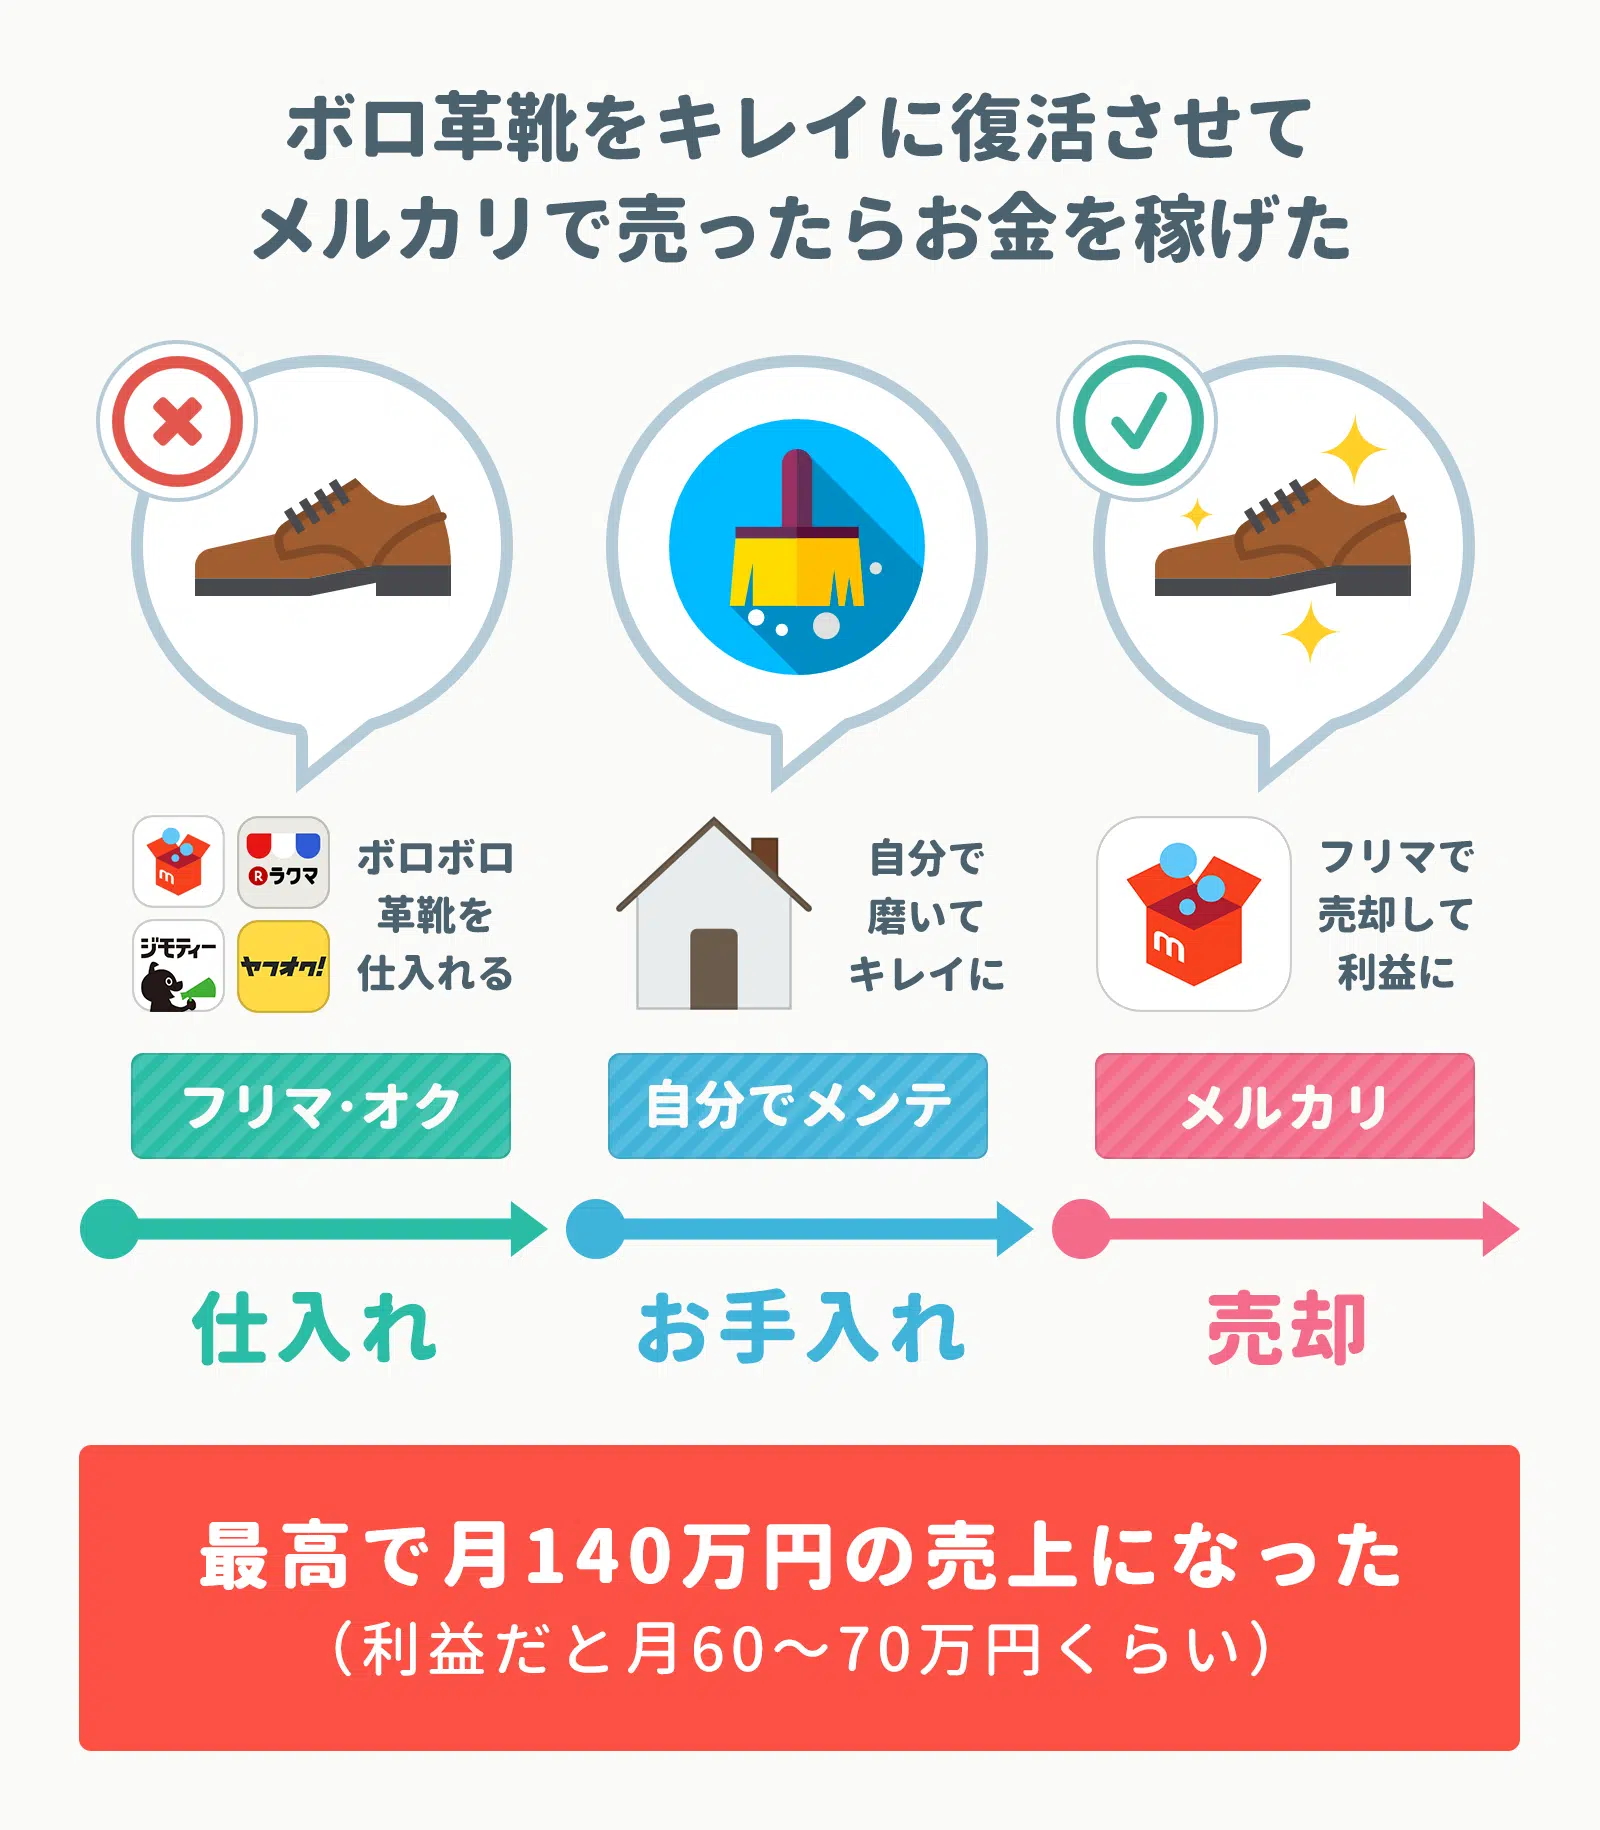 ボロ革靴をキレイに復活させて
メルカリで売ったらお金を稼げた
m
R ラクマ
ジモティー
ヤフオク!
ボロボロ
革靴を
仕入れる
自分で
磨いて
キレイに
m
フリマで
売却して
利益に
フリマ・オク
自分でメンテ
メルカリ
仕入れ
お手入れ
売却
最高で月140万円の売上になった
（利益だと月60〜70万円くらい）